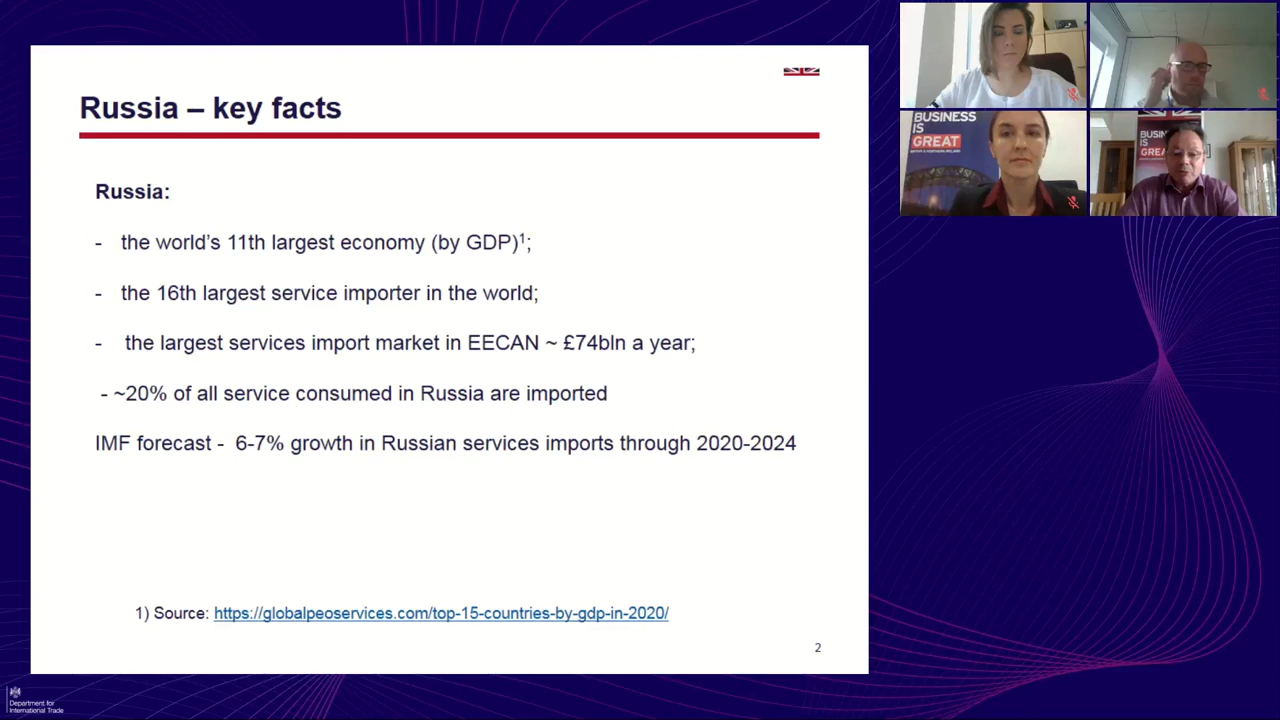 Russia – key facts
Russia:
- the world's 11th largest economy (by GDP)¹;
- the 16th largest service importer in the world;
- the largest services import market in EECAN ~ £74bln a year;
- ~20% of all service consumed in Russia are imported
IMF forecast - 6-7% growth in Russian services imports through 2020-2024
1) Source: https://globalpeoservices.com/top-15-countries-by-gdp-in-2020/
2
BUSINESS
IS
GREAT
BUSIN
IS
GREA
Department for
International Trade